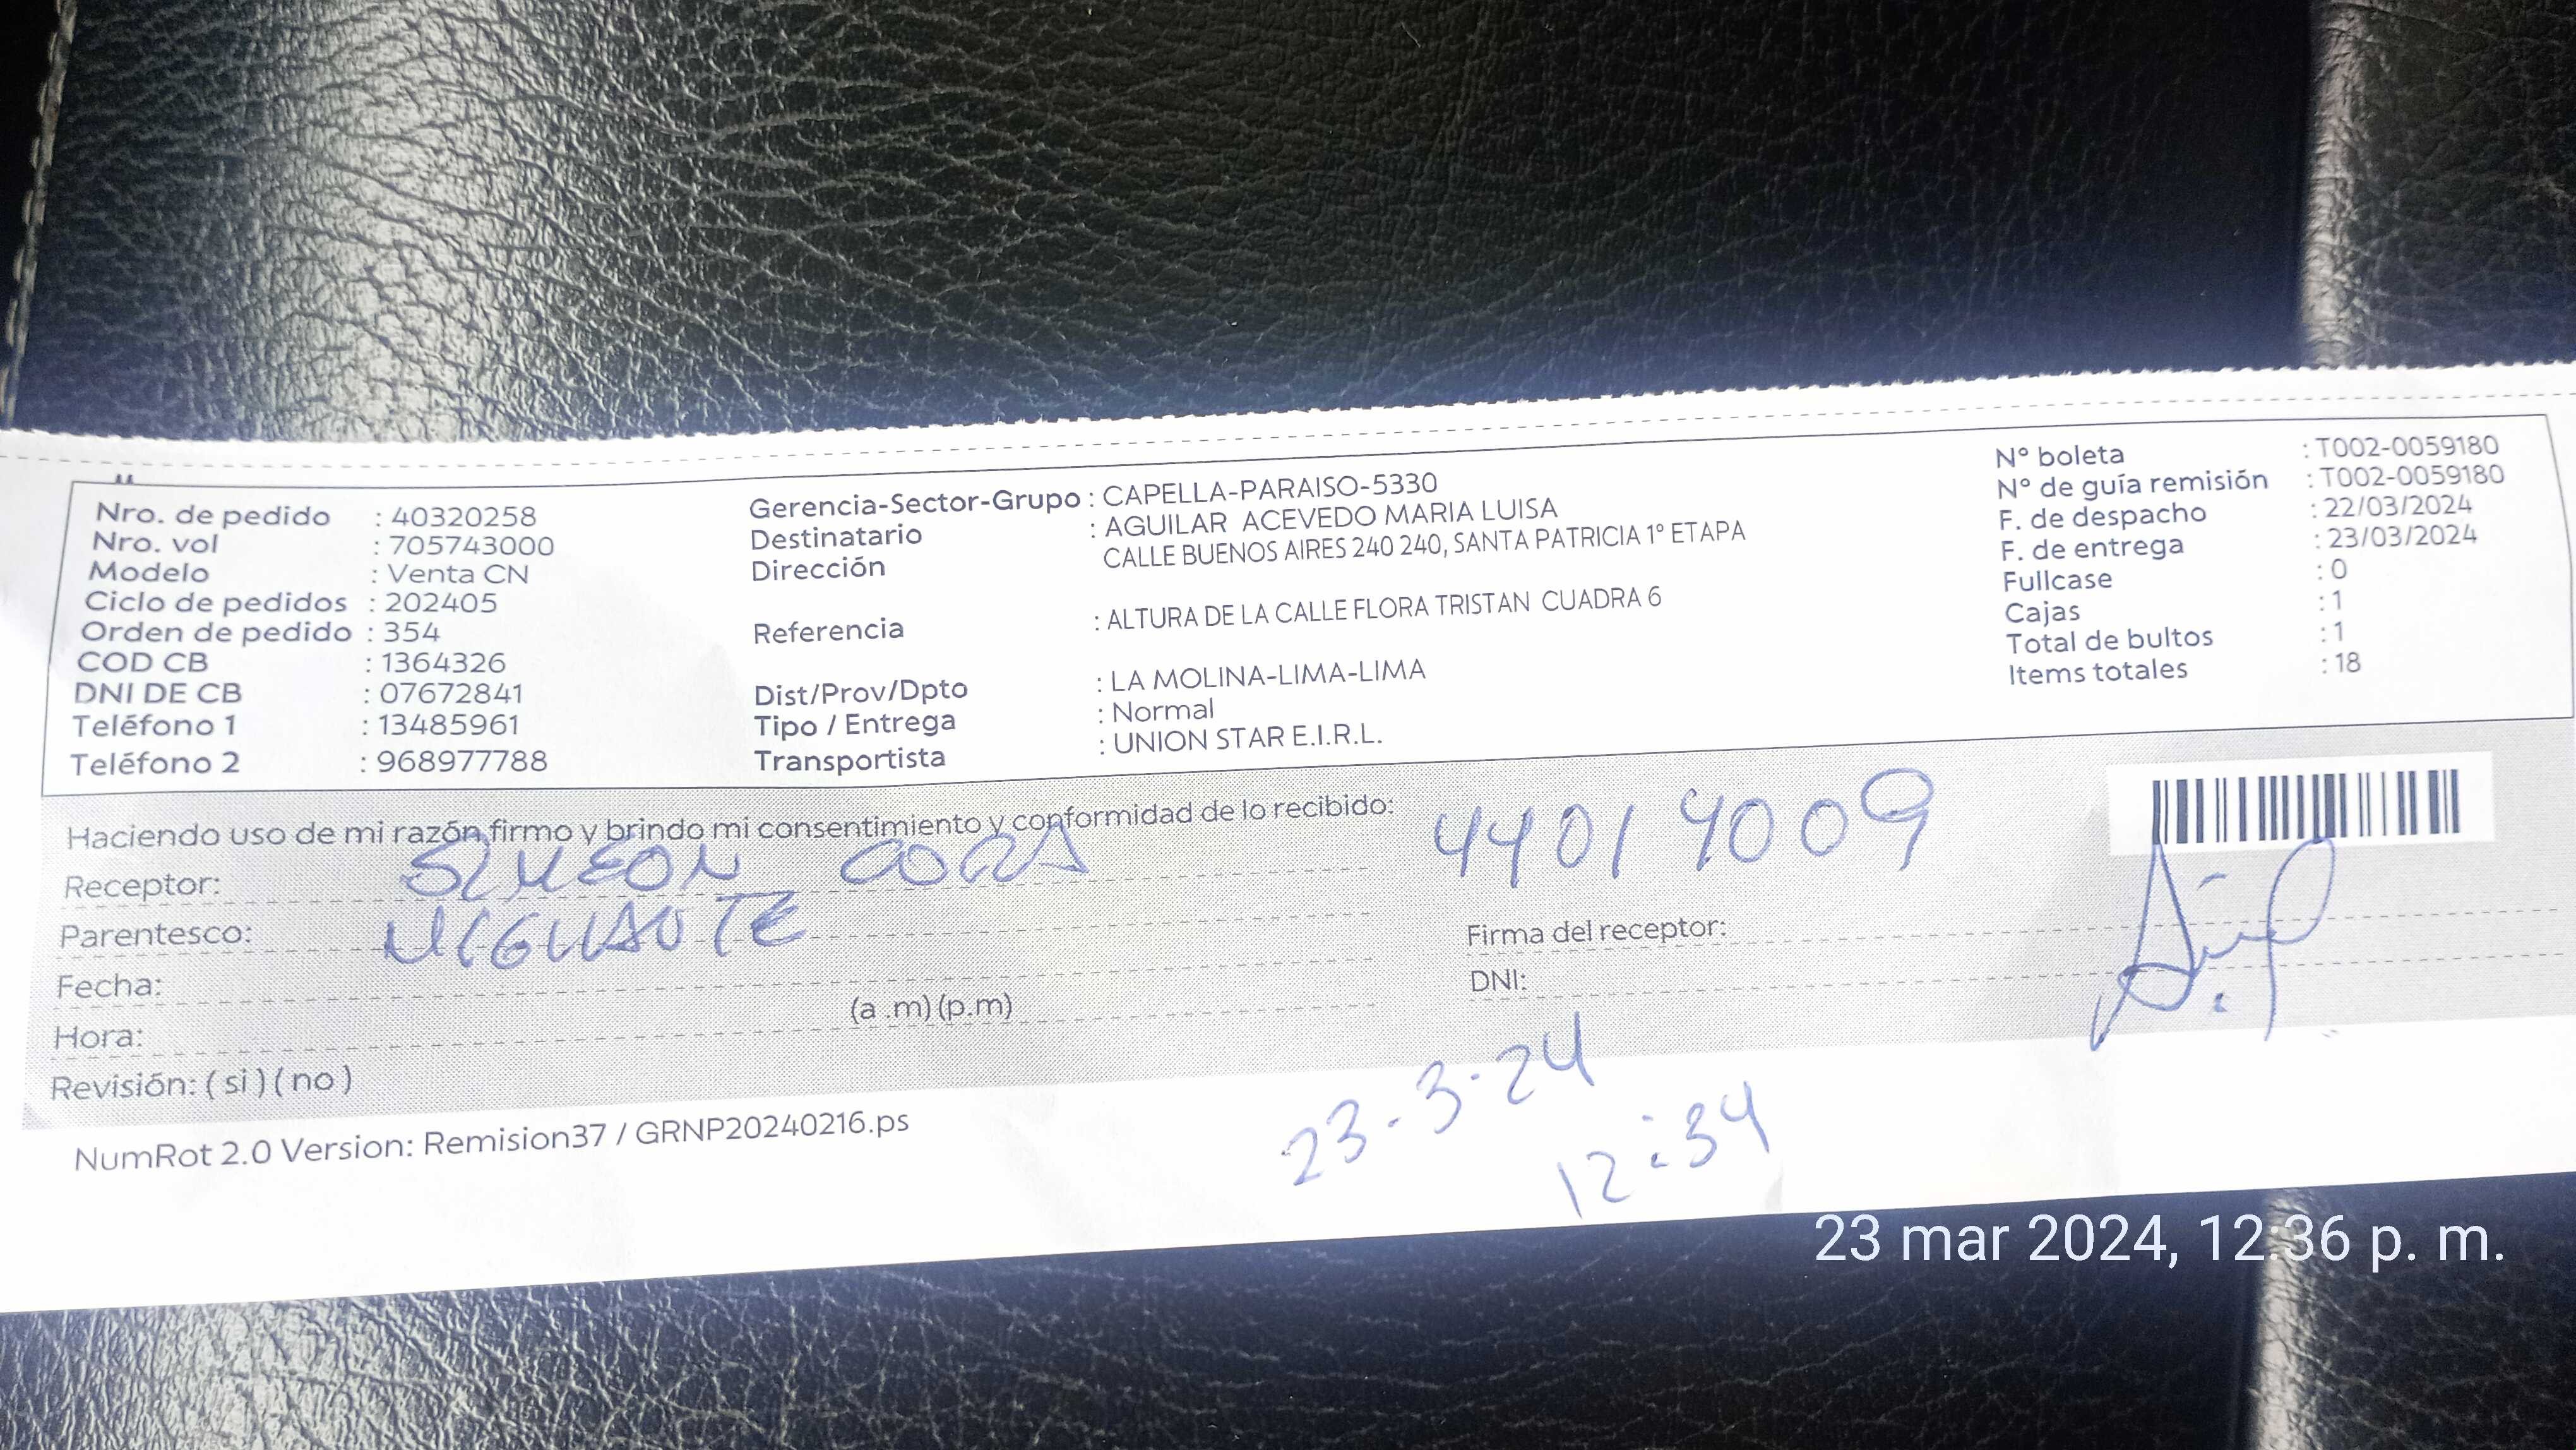 Nro. de pedido : 40320258
Nro. vol : 705743000
Modelo : Venta CN
Ciclo de pedidos : 202405
Orden de pedido : 354
COD CB : 1364326
DNI DE CB : 07672841
Teléfono 1 : 13485961
Teléfono 2 : 968977788
Gerencia-Sector-Grupo : CAPELLA-PARAISO-5330
Destinatario : AGUILAR ACEVEDO MARIA LUISA
Dirección CALLE BUENOS AIRES 240 240, SANTA PATRICIA 1º ETAPA
Referencia : ALTURA DE LA CALLE FLORA TRISTAN CUADRA 6
Dist/Prov/Dpto : LA MOLINA-LIMA-LIMA
Tipo / Entrega : Normal
Transportista : UNION STAR E.I.R.L.
N° boleta : T002-0059180
N° de guía remisión : T002-0059180
F. de despacho : 22/03/2024
F. de entrega : 23/03/2024
Fullcase : 0
Cajas : 1
Total de bultos : 1
Items totales : 18
Haciendo uso de mi razón firmo y brindo mi consentimiento y conformidad de lo recibido:
44014009
Receptor: SIMEON
Parentesco: VIGILANTE
Fecha:
Hora: (a .m) (p.m)
Revisión: ( si ) ( no )
Firma del receptor:
DNI:
23-3-24
12:34
NumRot 2.0 Version: Remision37 / GRNP20240216.ps
23 mar 2024, 12:36 p. m.